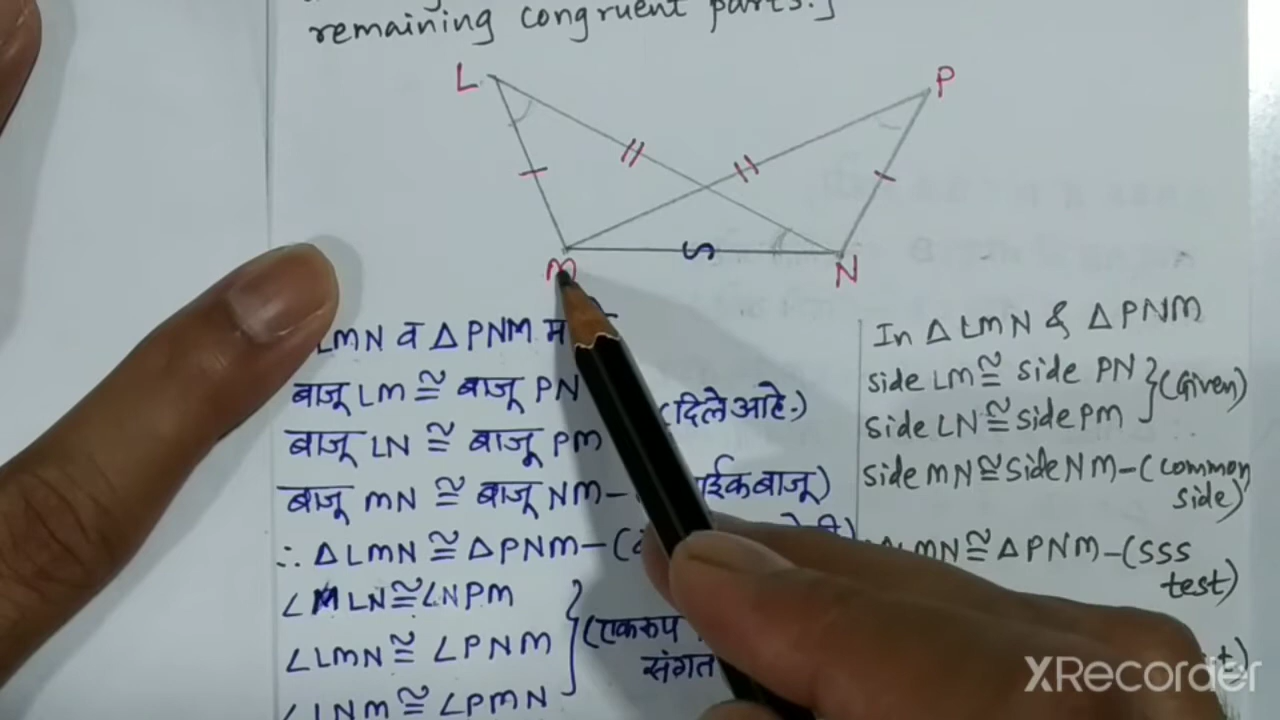 remaining congruent parts.]
L
P
M
N
LMN व △ PNM
बाजू LM ≅ बाजू PN
(दिले आहे.)
बाजू LN ≅ बाजू PM
बाजू MN ≅ बाजू NM-
बाजू)
∴ △LMN ≅ △PNM-(
∠MLN ≅ ∠NPM
∠LMN ≅ ∠PNM
(एकरुप
संगत
∠LNM ≅ ∠PMN
In △LMN & △PNM
side LM ≅ side PN
(Given)
side LN ≅ side PM
side MN ≅ side NM-(common
side)
LMN ≅ △PNM-(SSS
test)
XRecorder